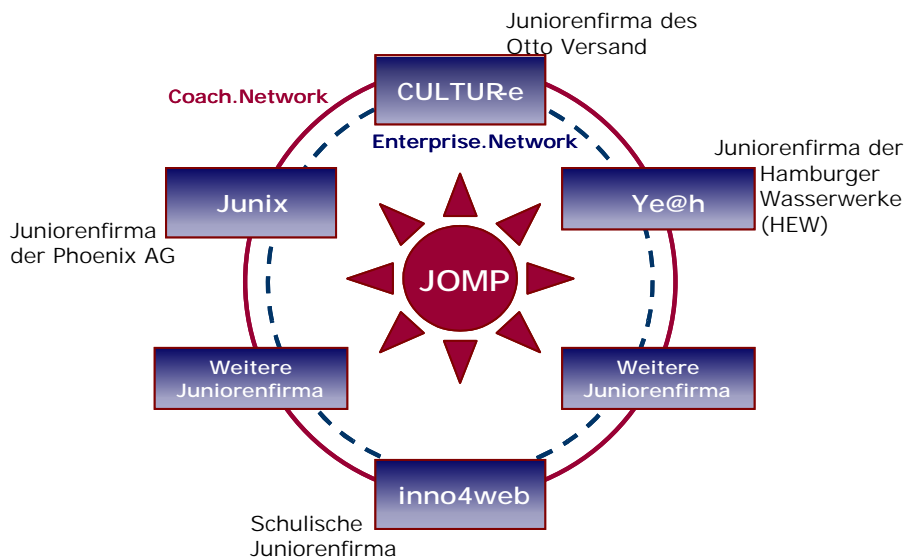 Juniorenfirma des
Otto Versand
CULTUR-e
Coach.Network
Enterprise.Network
Junix
Ye@h
Juniorenfirma der
Hamburger
Wasserwerke
(HEW)
Juniorenfirma
der Phoenix AG
JOMP
Weitere
Juniorenfirma
Weitere
Juniorenfirma
inno4web
Schulische
Juniorenfirma